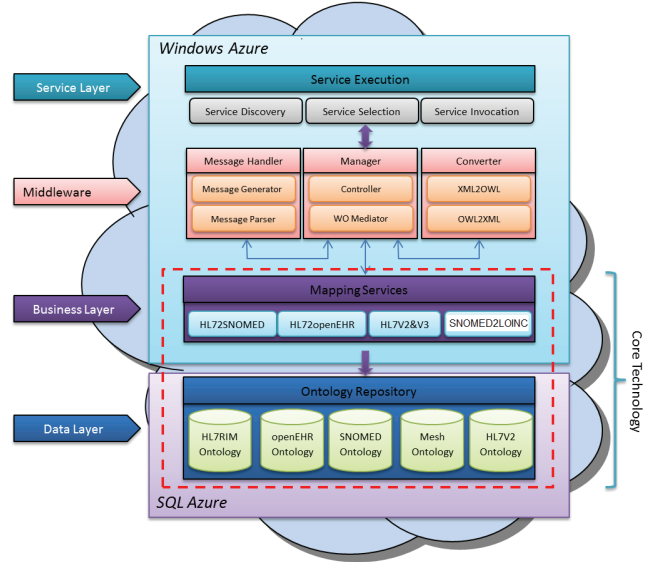 Windows Azure
Service Layer
Service Execution
Service Discovery
Service Selection
Service Invocation
Middleware
Message Handler
Manager
Converter
Message Generator
Controller
XML2OWL
Message Parser
WO Mediator
OWL2XML
Business Layer
Mapping Services
HL72SNOMED
HL72openEHR
HL7V2&V3
SNOMED2LOINC
Core Technology
Data Layer
Ontology Repository
HL7RIM
Ontology
openEHR
Ontology
SNOMED
Ontology
Mesh
Ontology
HL7V2
Ontology
SQL Azure